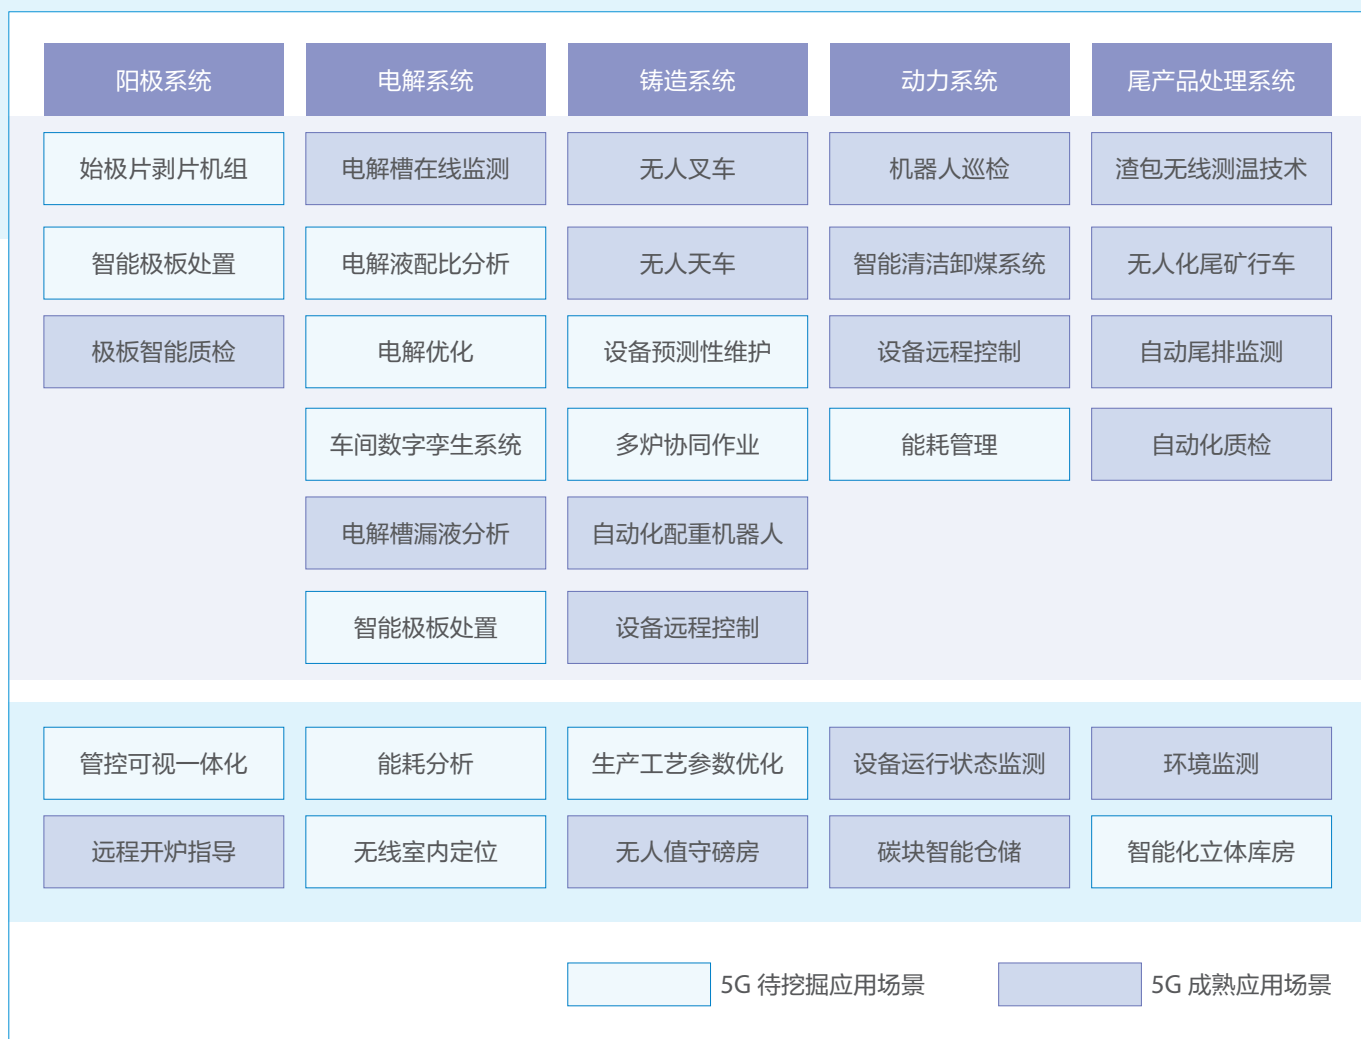 阳极系统 电解系统 铸造系统 动力系统 尾产品处理系统
始极片剥片机组 电解槽在线监测 无人叉车 机器人巡检 渣包无线测温技术
智能极板处置 电解液配比分析 无人天车 智能清洁卸煤系统 无人化尾矿行车
极板智能质检 电解优化 设备预测性维护 设备远程控制 自动尾排监测
车间数字孪生系统 多炉协同作业 能耗管理 自动化质检
电解槽漏液分析 自动化配重机器人
智能极板处置 设备远程控制
管控可视一体化 能耗分析 生产工艺参数优化 设备运行状态监测 环境监测
远程开炉指导 无线室内定位 无人值守磅房 碳块智能仓储 智能化立体库房
5G 待挖掘应用场景 5G 成熟应用场景